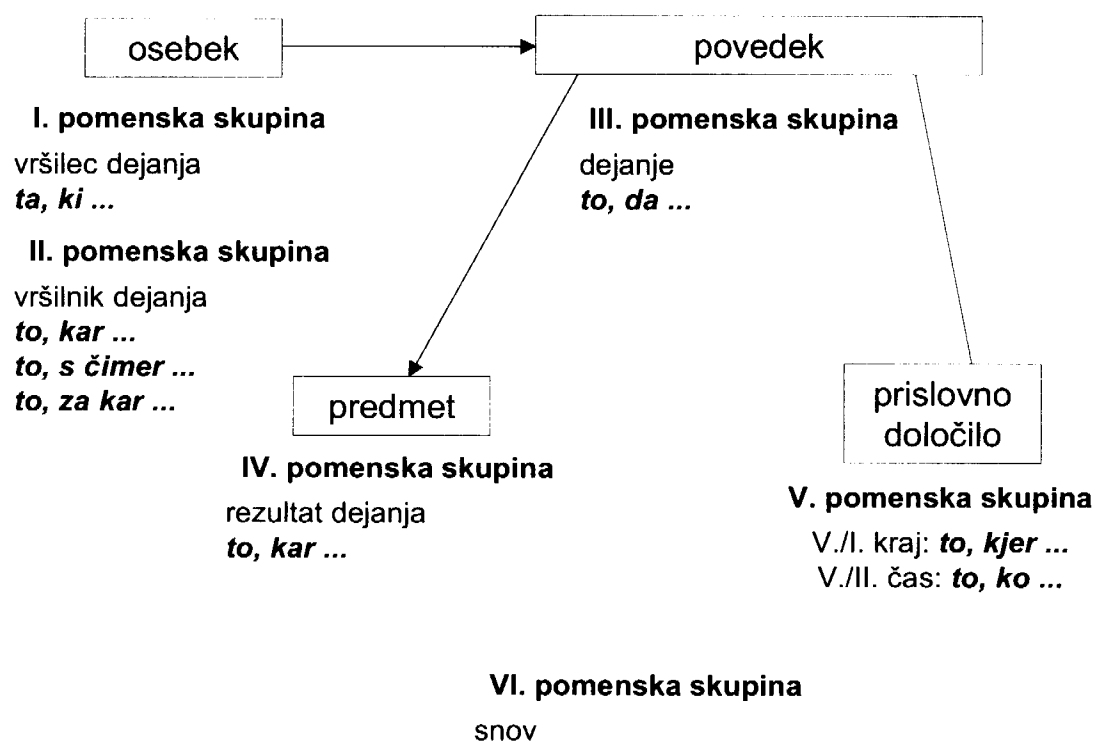 osebek
povedek
I. pomenska skupina
vršilec dejanja
ta, ki ...
II. pomenska skupina
vršilnik dejanja
to, kar ...
to, s čimer ...
to, za kar ...
III. pomenska skupina
dejanje
to, da ...
predmet
IV. pomenska skupina
rezultat dejanja
to, kar ...
prislovno
določilo
V. pomenska skupina
V./I. kraj: to, kjer ...
V./II. čas: to, ko ...
VI. pomenska skupina
snov